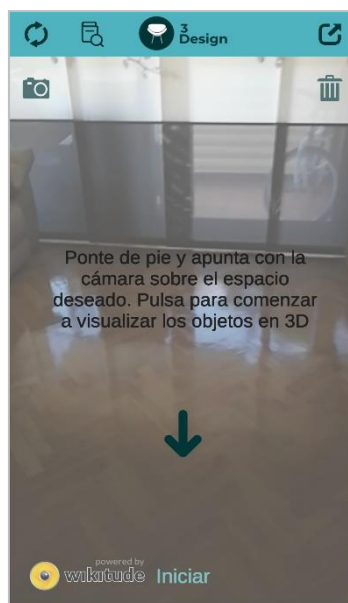 3
Design
Ponte de pie y apunta con la
cámara sobre el espacio
deseado. Pulsa para comenzar
a visualizar los objetos en 3D
powered by
wikitude
Iniciar